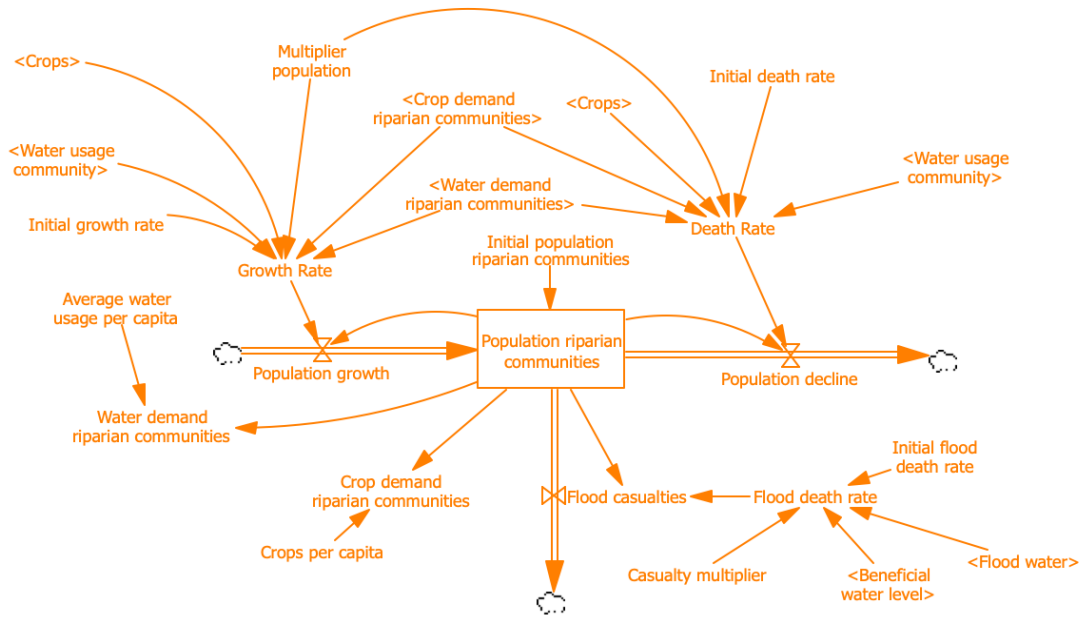 Multiplier
population
<Crops>
Initial death rate
<Crop demand
riparian communities>
<Crops>
<Water usage
community>
<Water usage
community>
<Water demand
riparian communities>
Initial growth rate
Death Rate
Initial population
riparian communities
Growth Rate
Average water
usage per capita
Population riparian
communities
Population growth
Population decline
Water demand
riparian communities
Initial flood
death rate
Crop demand
riparian communities
Flood casualties
Flood death rate
Crops per capita
Casualty multiplier
<Beneficial
water level>
<Flood water>